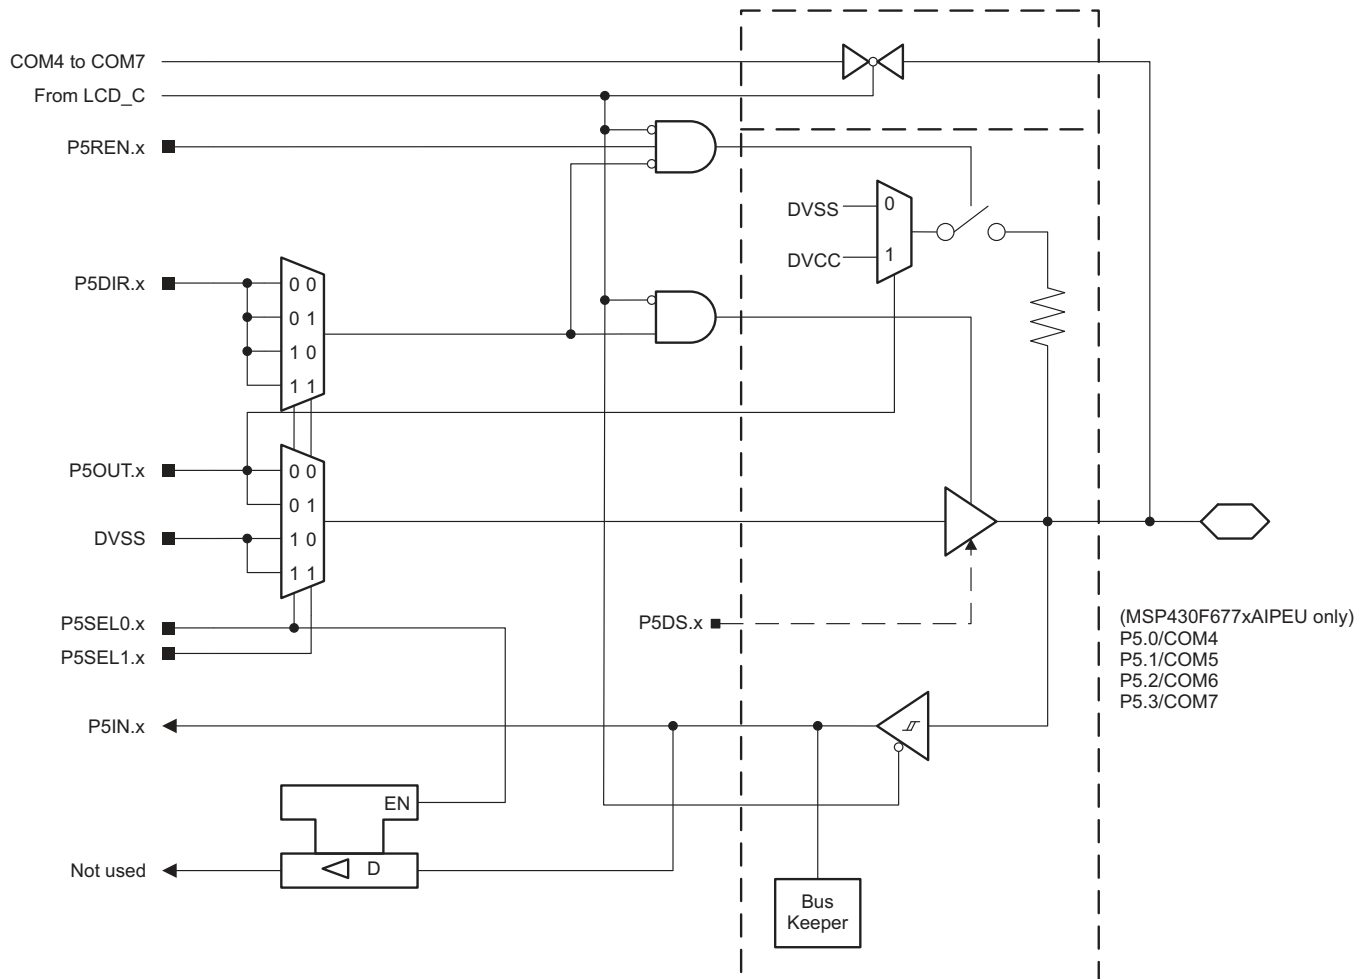 COM4 to COM7
From LCD_C
P5REN.x
DVSS
0
DVCC
1
P5DIR.x
0 0
0 1
1 0
1 1
P5OUT.x
0 0
0 1
DVSS
1 0
1 1
P5SEL0.x
P5SEL1.x
P5DS.x
(MSP430F677xAIPEU only)
P5.0/COM4
P5.1/COM5
P5.2/COM6
P5.3/COM7
P5IN.x
EN
Not used
D
Bus
Keeper